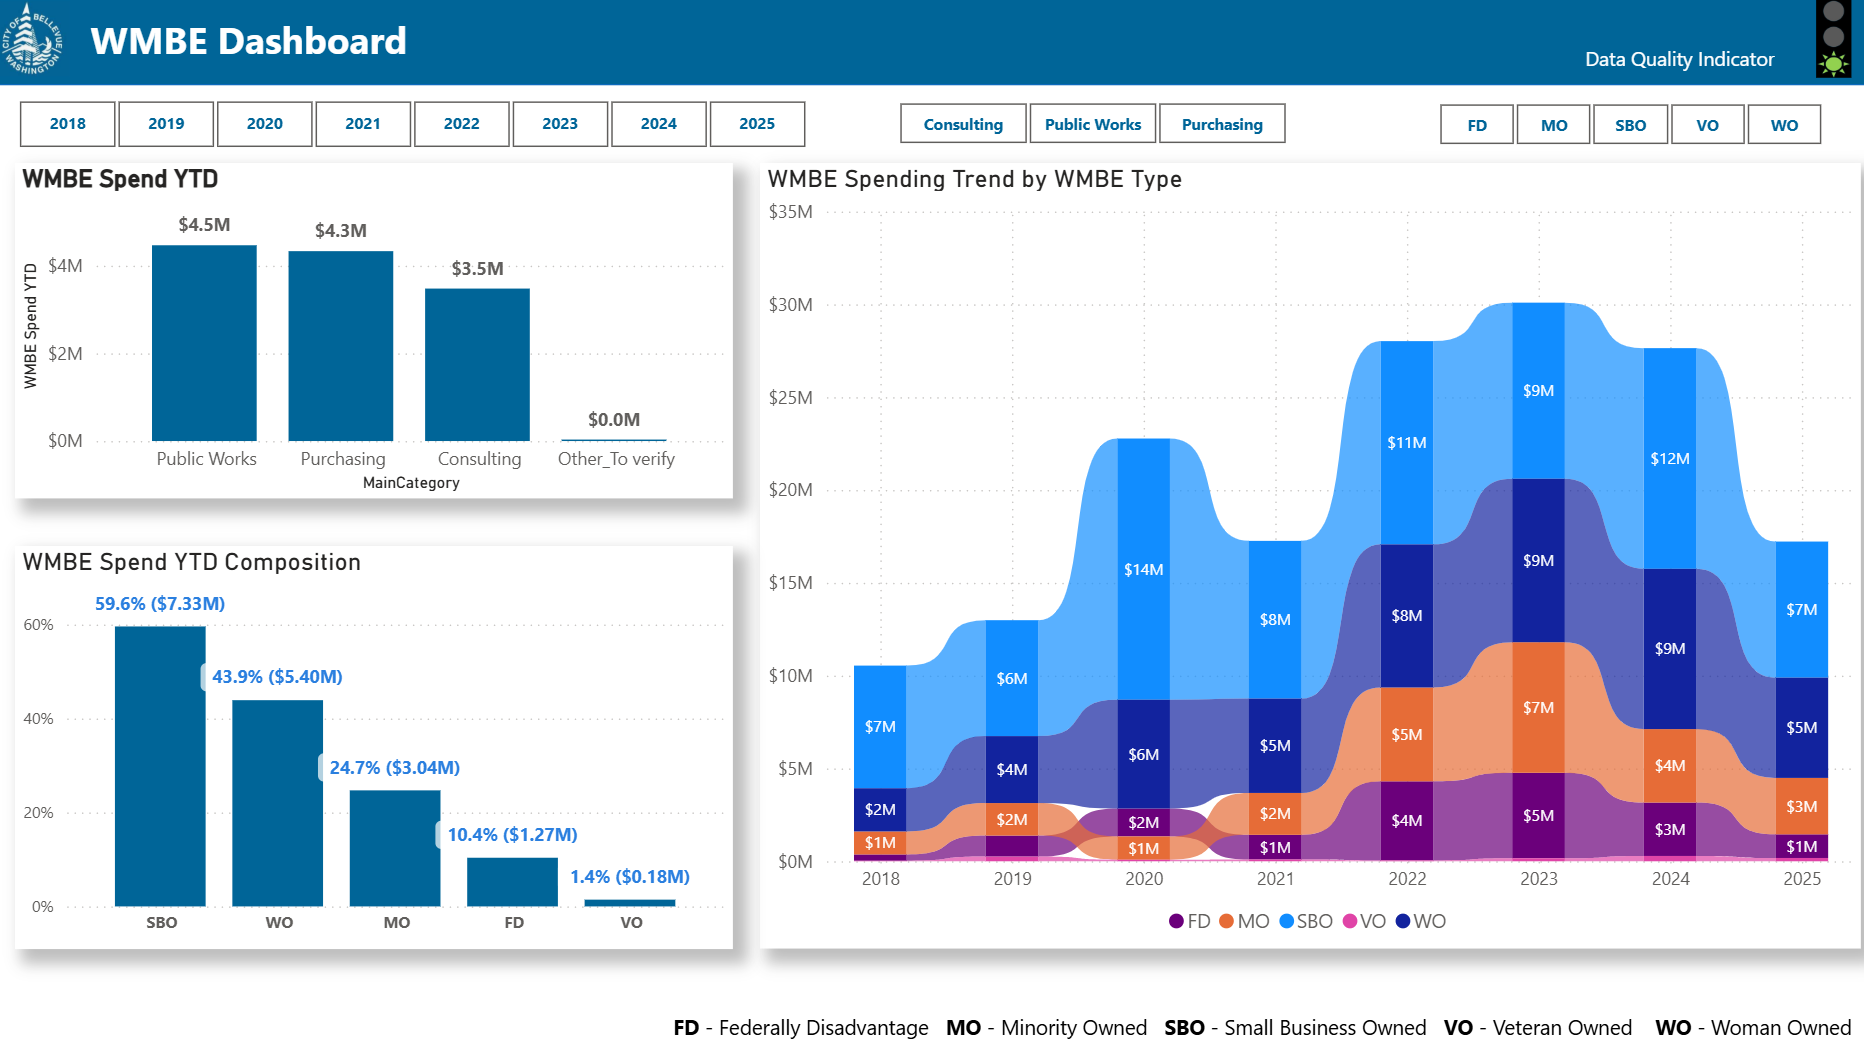 CITY OF BELLEVUE WASHINGTON
WMBE Dashboard
Data Quality Indicator
2018 2019 2020 2021 2022 2023 2024 2025
Consulting Public Works Purchasing
FD MO SBO VO WO
WMBE Spend YTD
WMBE Spend YTD
$4M
$2M
$0M
$4.5M
$4.3M
$3.5M
$0.0M
Public Works Purchasing Consulting Other_To verify
MainCategory
WMBE Spend YTD Composition
60%
40%
20%
0%
59.6% ($7.33M)
43.9% ($5.40M)
24.7% ($3.04M)
10.4% ($1.27M)
1.4% ($0.18M)
SBO WO MO FD VO
WMBE Spending Trend by WMBE Type
$35M
$30M
$25M
$20M
$15M
$10M
$5M
$0M
$7M
$2M
$1M
$6M
$4M
$2M
$14M
$6M
$2M
$1M
$8M
$5M
$2M
$1M
$11M
$8M
$5M
$4M
$9M
$9M
$7M
$5M
$12M
$9M
$4M
$3M
$7M
$5M
$3M
$1M
2018 2019 2020 2021 2022 2023 2024 2025
FD MO SBO VO WO
FD - Federally Disadvantage MO - Minority Owned SBO - Small Business Owned VO - Veteran Owned WO - Woman Owned